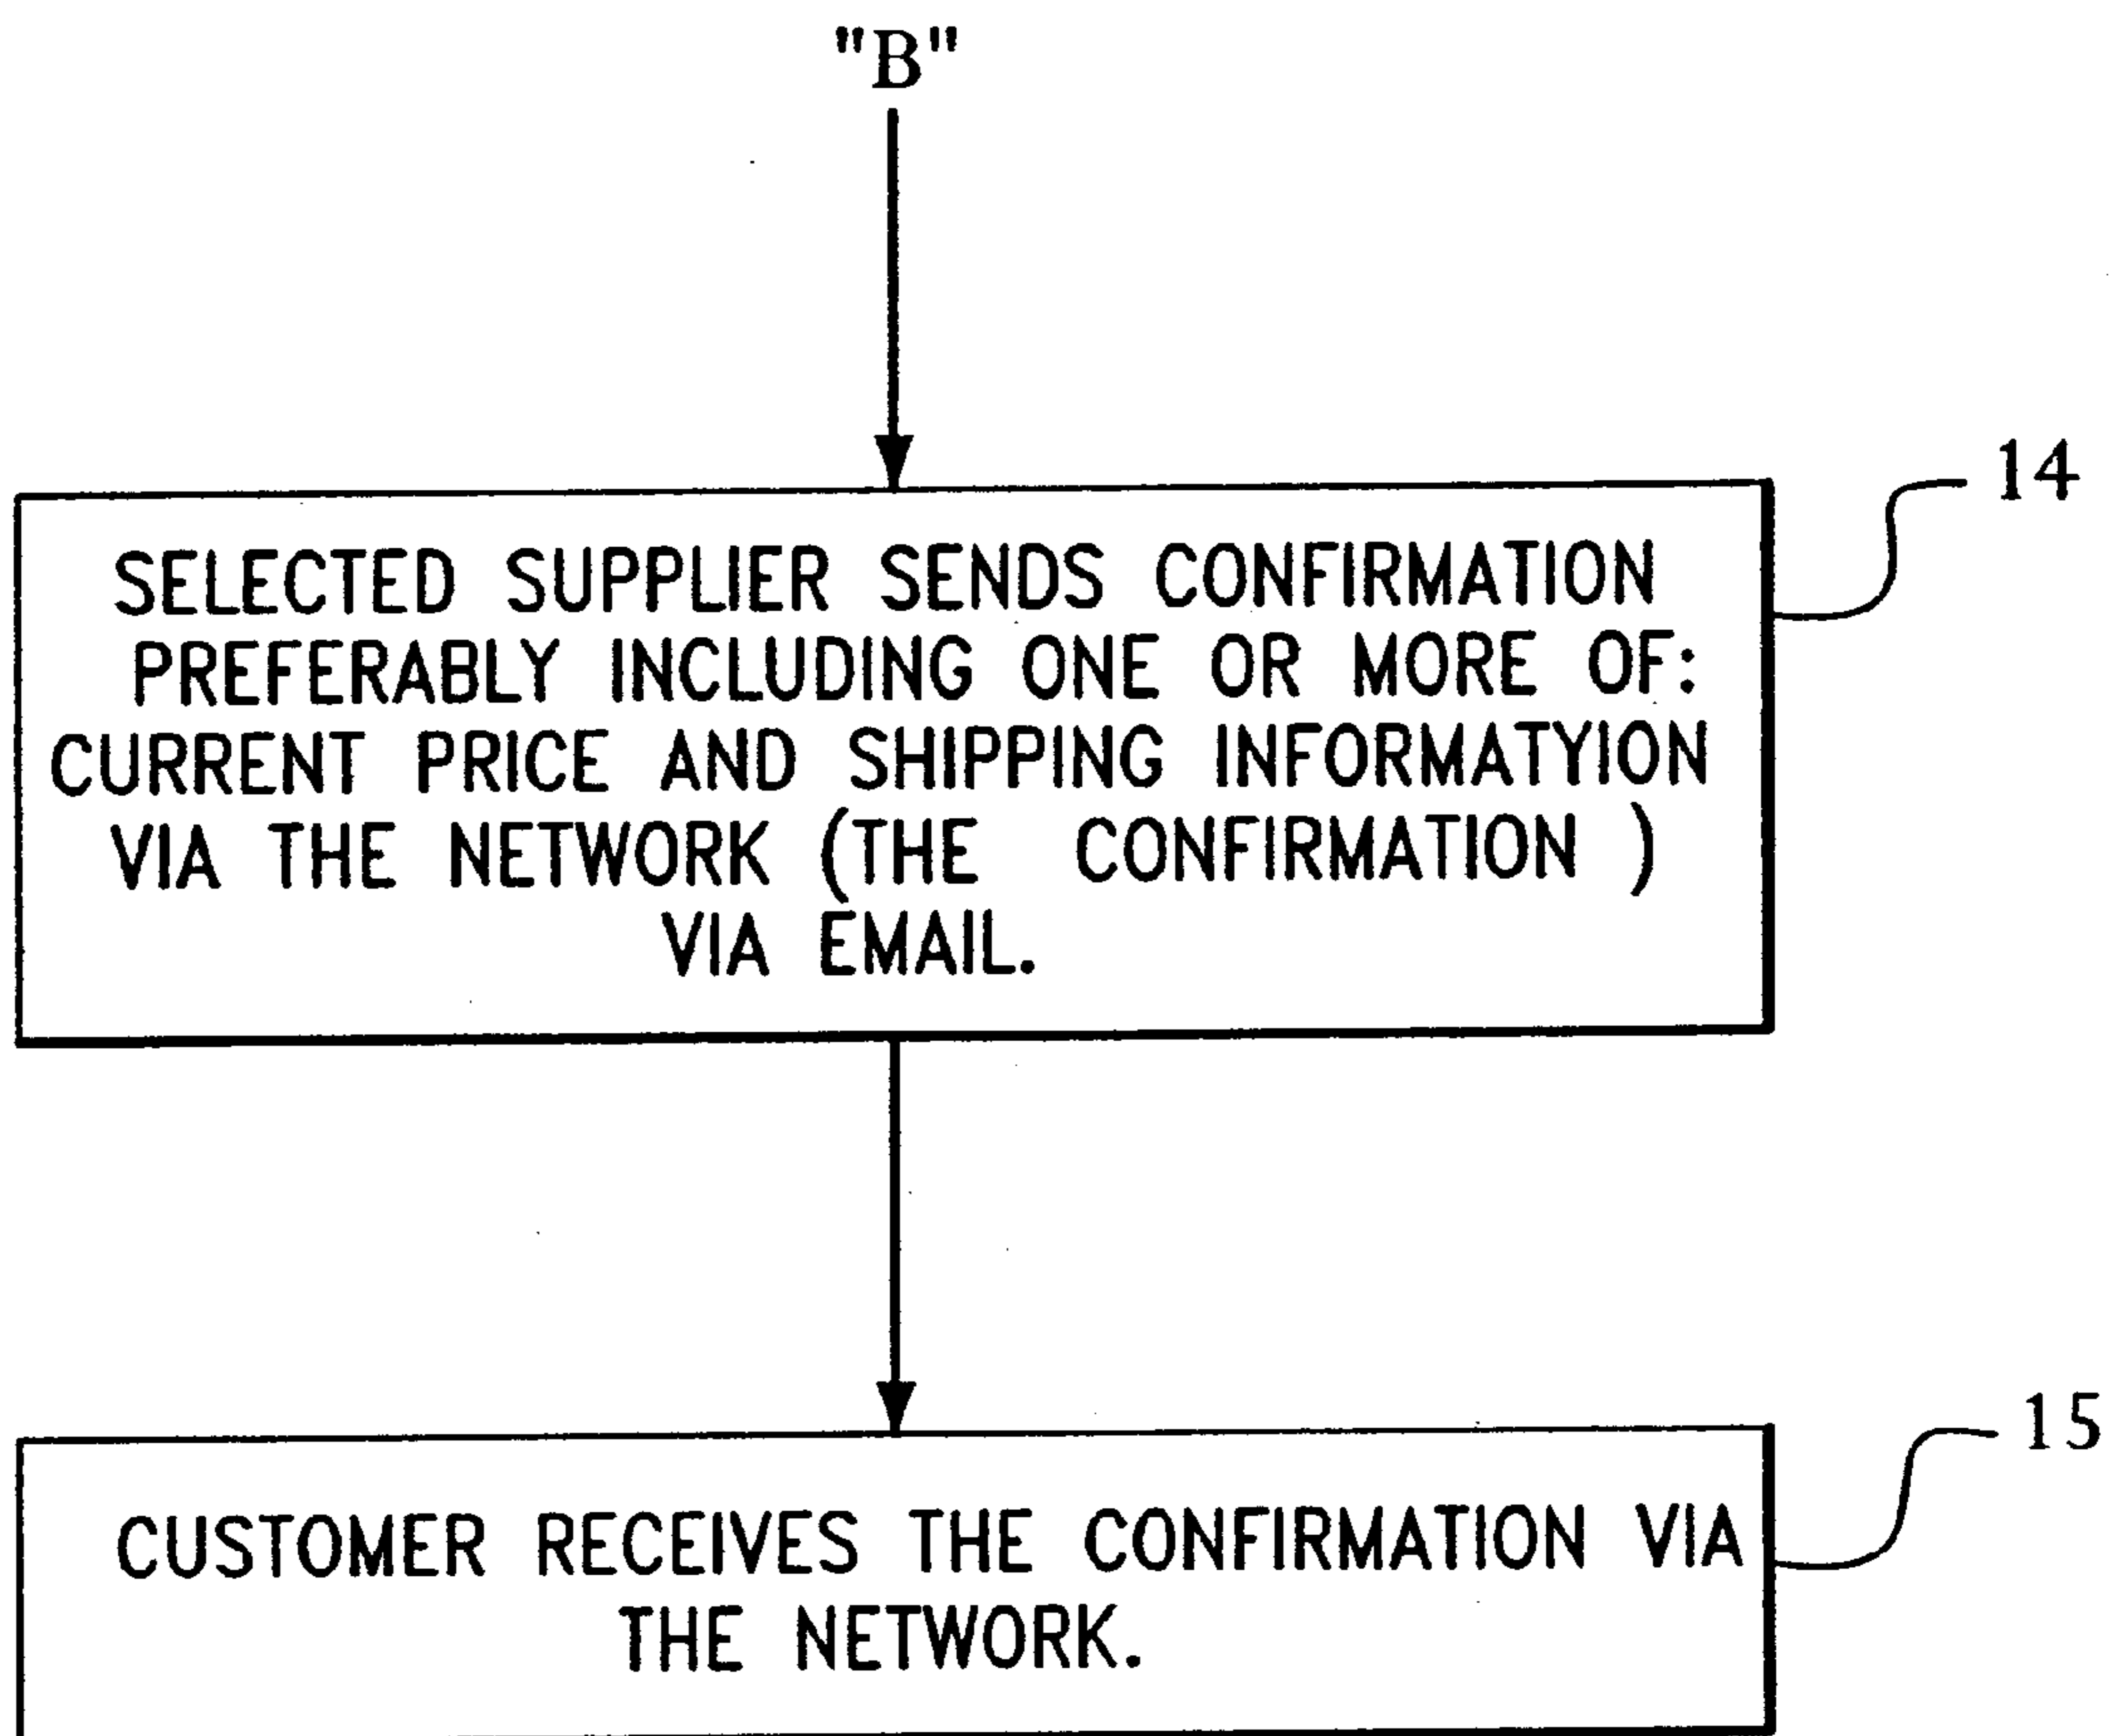 "B"
14
SELECTED SUPPLIER SENDS CONFIRMATION
PREFERABLY INCLUDING ONE OR MORE OF:
CURRENT PRICE AND SHIPPING INFORMATYION
VIA THE NETWORK (THE CONFIRMATION )
VIA EMAIL.
15
CUSTOMER RECEIVES THE CONFIRMATION VIA
THE NETWORK.